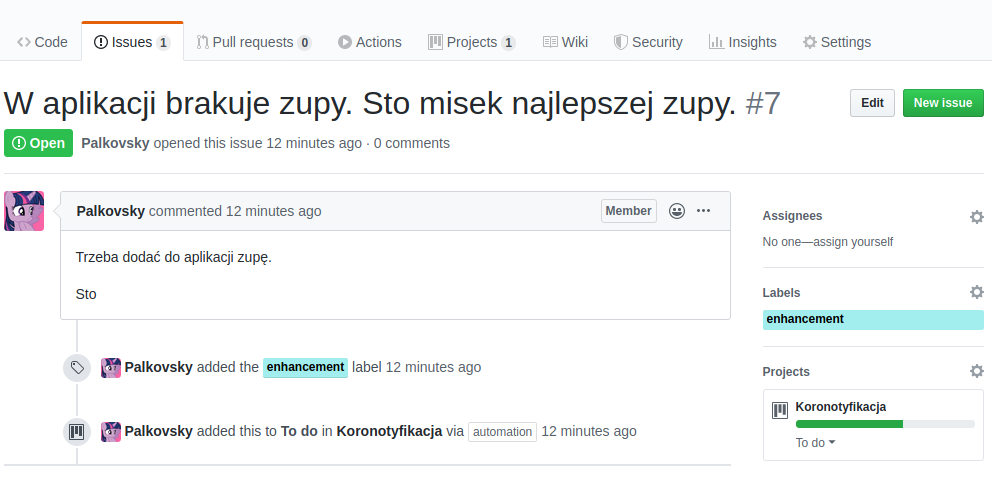 Code Issues 1 Pull requests 0 Actions Projects 1 Wiki Security Insights Settings
W aplikacji brakuje zupy. Sto misek najlepszej zupy. #7
Edit New issue
Open Palkovsky opened this issue 12 minutes ago · 0 comments
Palkovsky commented 12 minutes ago Member ···
Trzeba dodać do aplikacji zupę.
Sto
Palkovsky added the enhancement label 12 minutes ago
Palkovsky added this to To do in Koronotyfikacja via automation 12 minutes ago
Assignees
No one—assign yourself
Labels
enhancement
Projects
Koronotyfikacja
To do